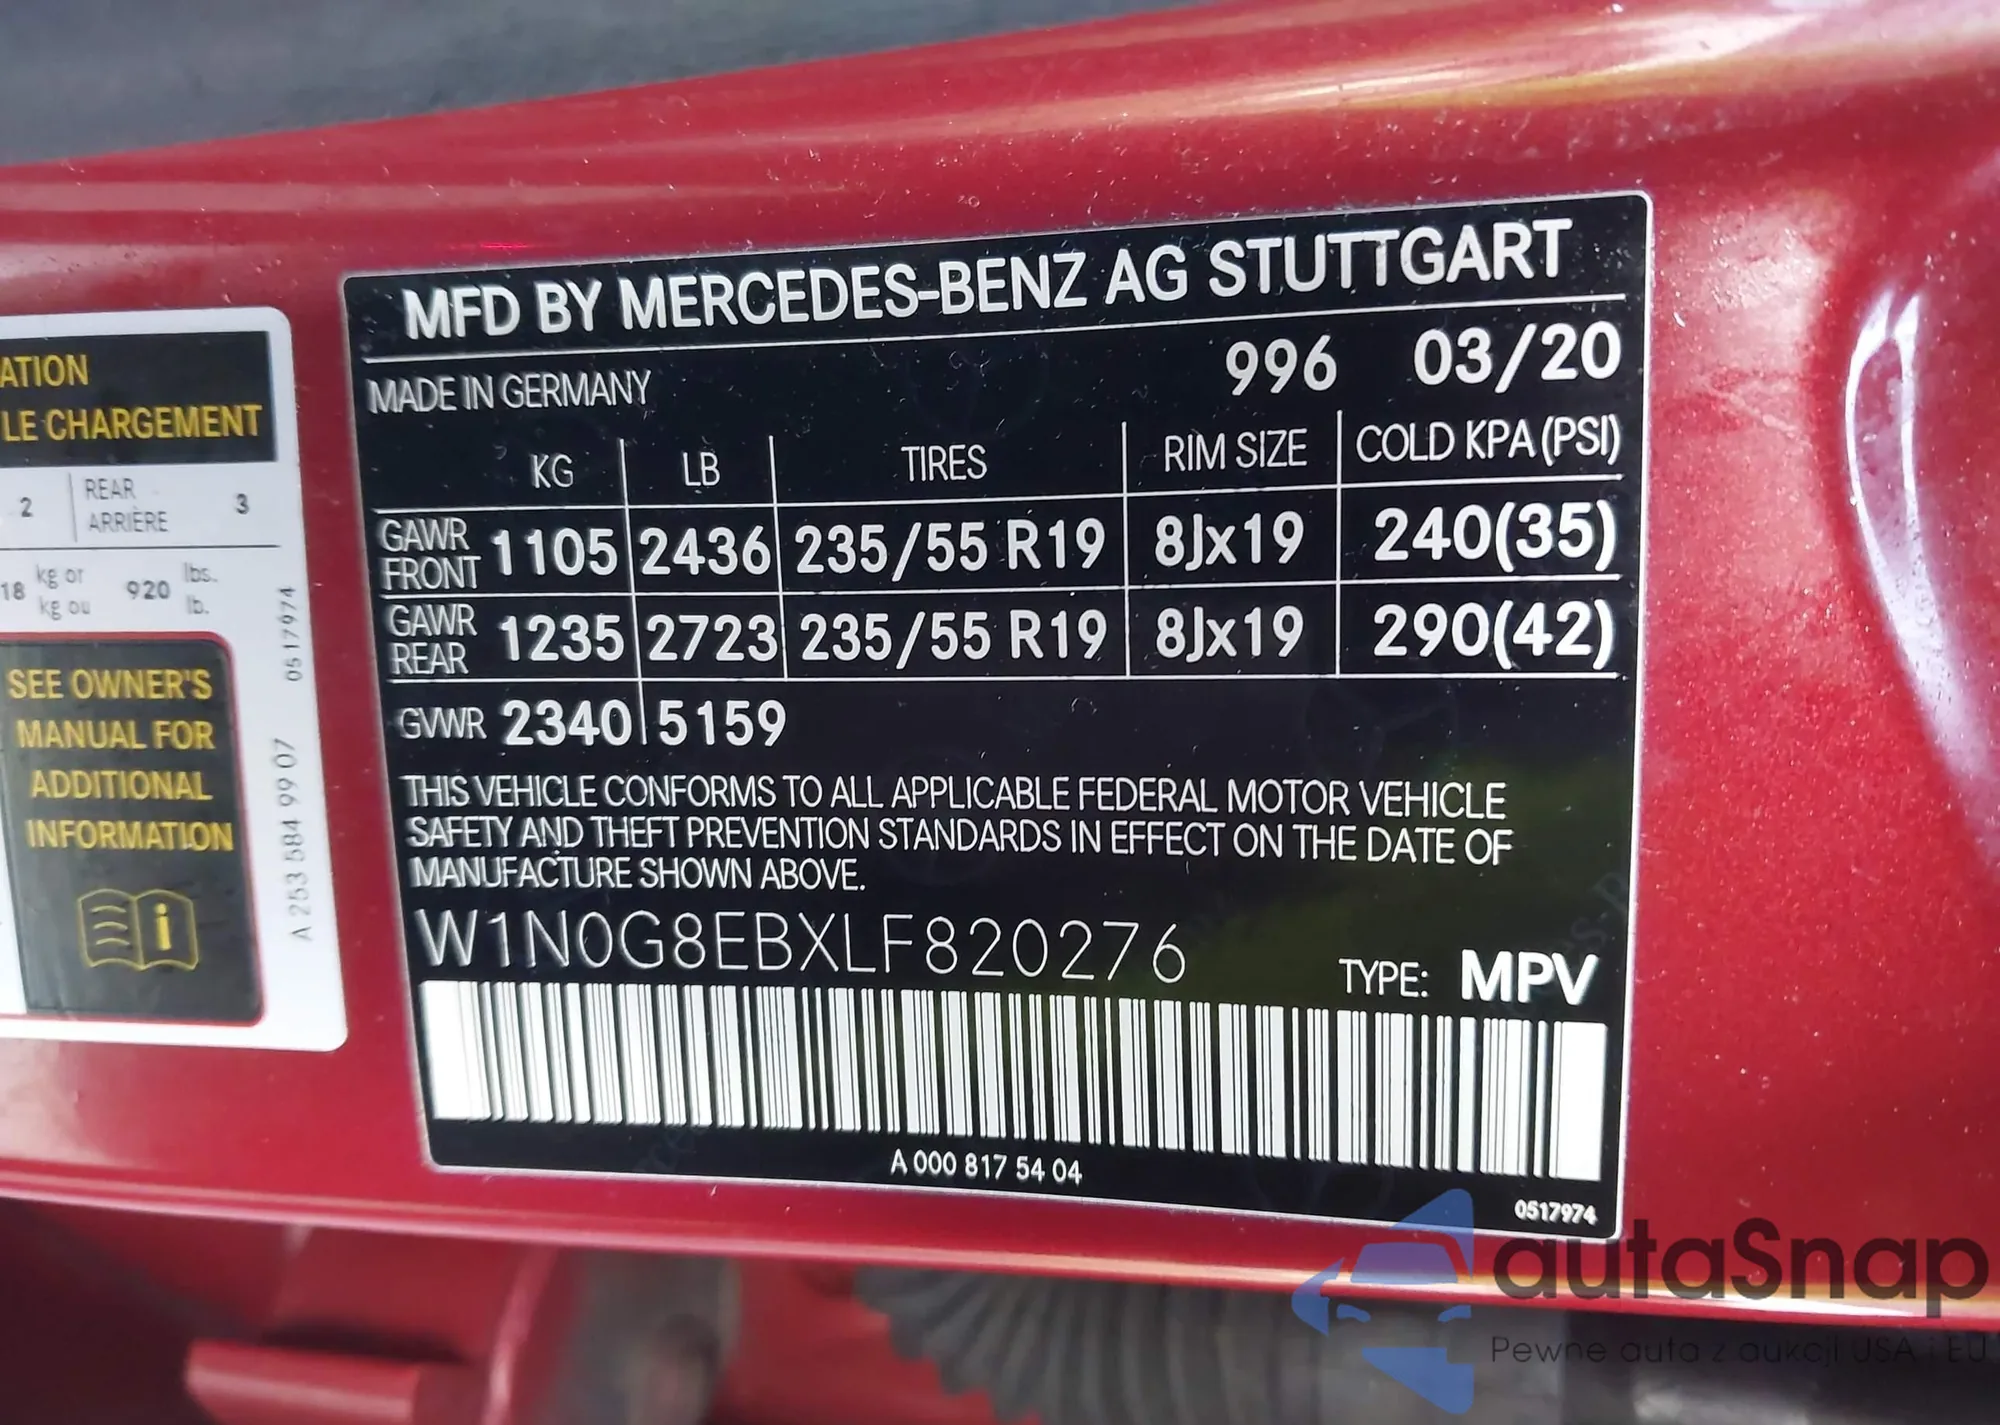 ATION
LE CHARGEMENT
2 REAR ARRIÈRE 3
18 kg or kg ou 920 lbs. lb.
SEE OWNER'S
MANUAL FOR
ADDITIONAL
INFORMATION
A 253 584 99 07 0517974
MFD BY MERCEDES-BENZ AG STUTTGART
MADE IN GERMANY 996 03/20
KG LB TIRES RIM SIZE COLD KPA (PSI)
GAWR FRONT 1105 2436 235/55 R19 8Jx19 240(35)
GAWR REAR 1235 2723 235/55 R19 8Jx19 290(42)
GVWR 2340 5159
THIS VEHICLE CONFORMS TO ALL APPLICABLE FEDERAL MOTOR VEHICLE
SAFETY AND THEFT PREVENTION STANDARDS IN EFFECT ON THE DATE OF
MANUFACTURE SHOWN ABOVE.
W1N0G8EBXLF820276
TYPE: MPV
A 000 817 54 04
0517974
autaSnap
Pewne auta z aukcji USA i EU